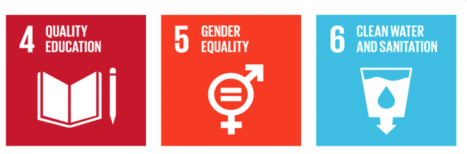 4 QUALITY
EDUCATION
5 GENDER
EQUALITY
6 CLEAN WATER
AND SANITATION